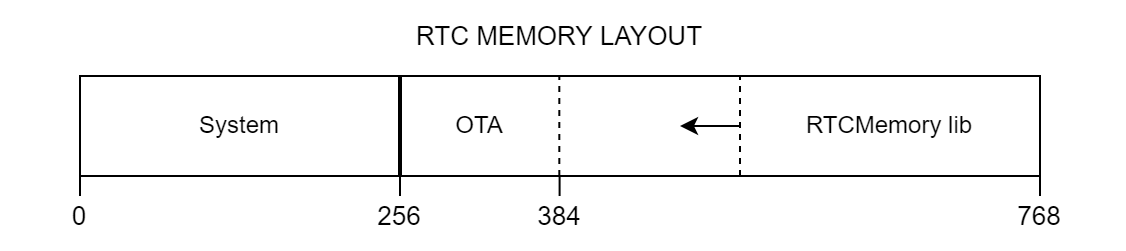 RTC MEMORY LAYOUT
System OTA RTCMemory lib
0 256 384 768